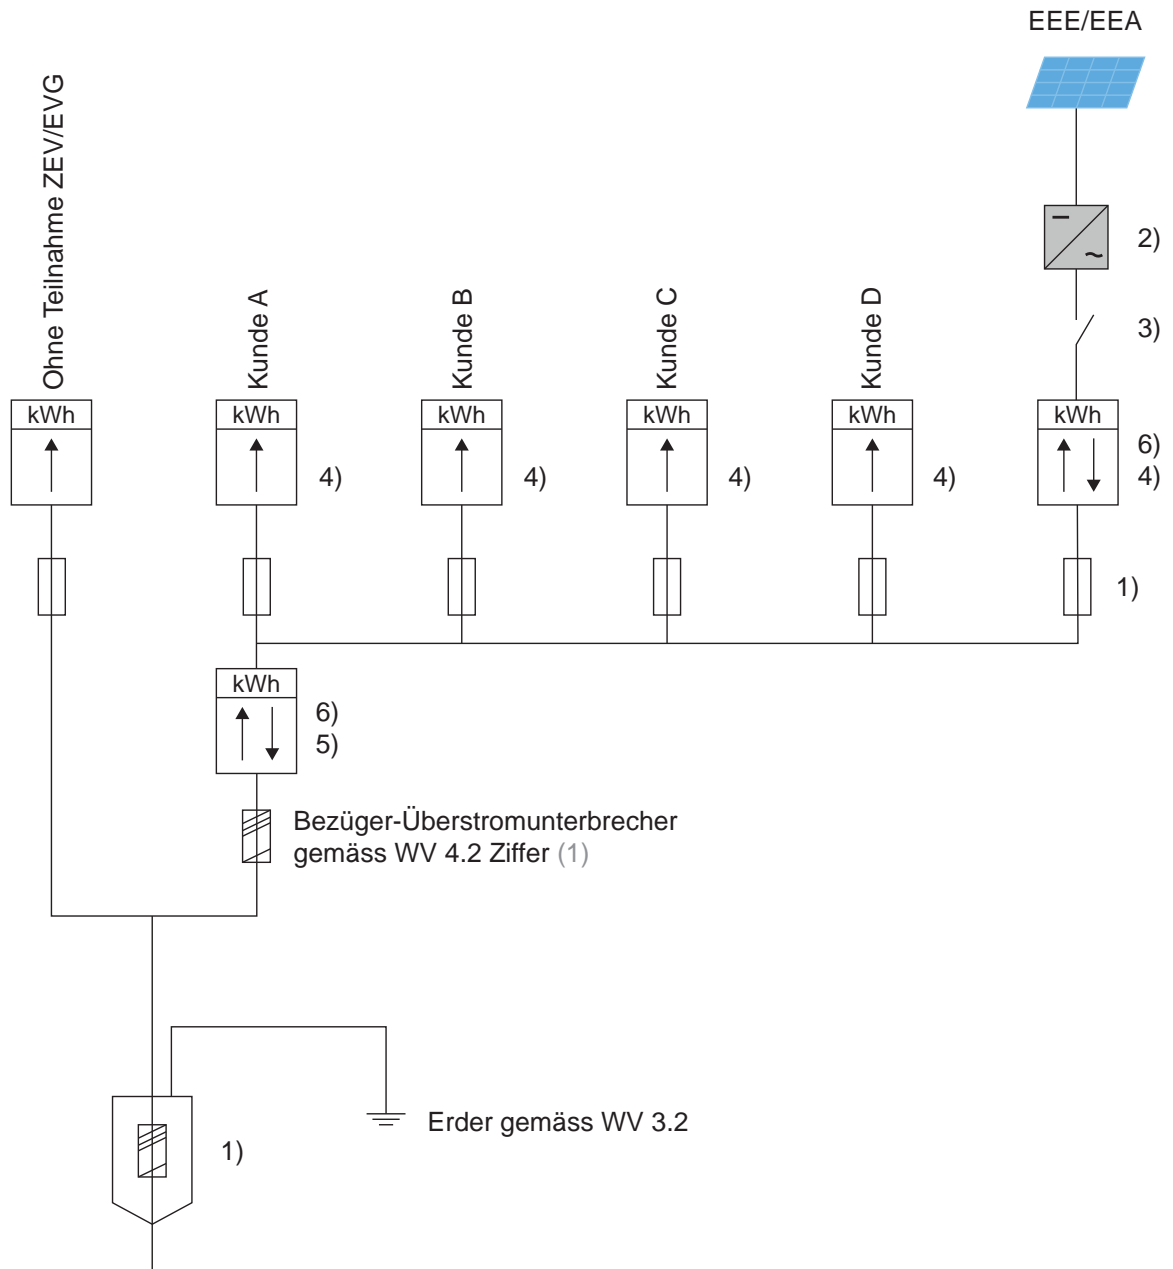 EEE/EEA
Ohne Teilnahme ZEV/EVG
Kunde A
Kunde B
Kunde C
Kunde D
2)
3)
kWh
kWh
kWh
kWh
kWh
kWh
4)
4)
4)
4)
6)
4)
1)
kWh
6)
5)
Bezüger-Überstromunterbrecher
gemäss WV 4.2 Ziffer (1)
Erder gemäss WV 3.2
1)